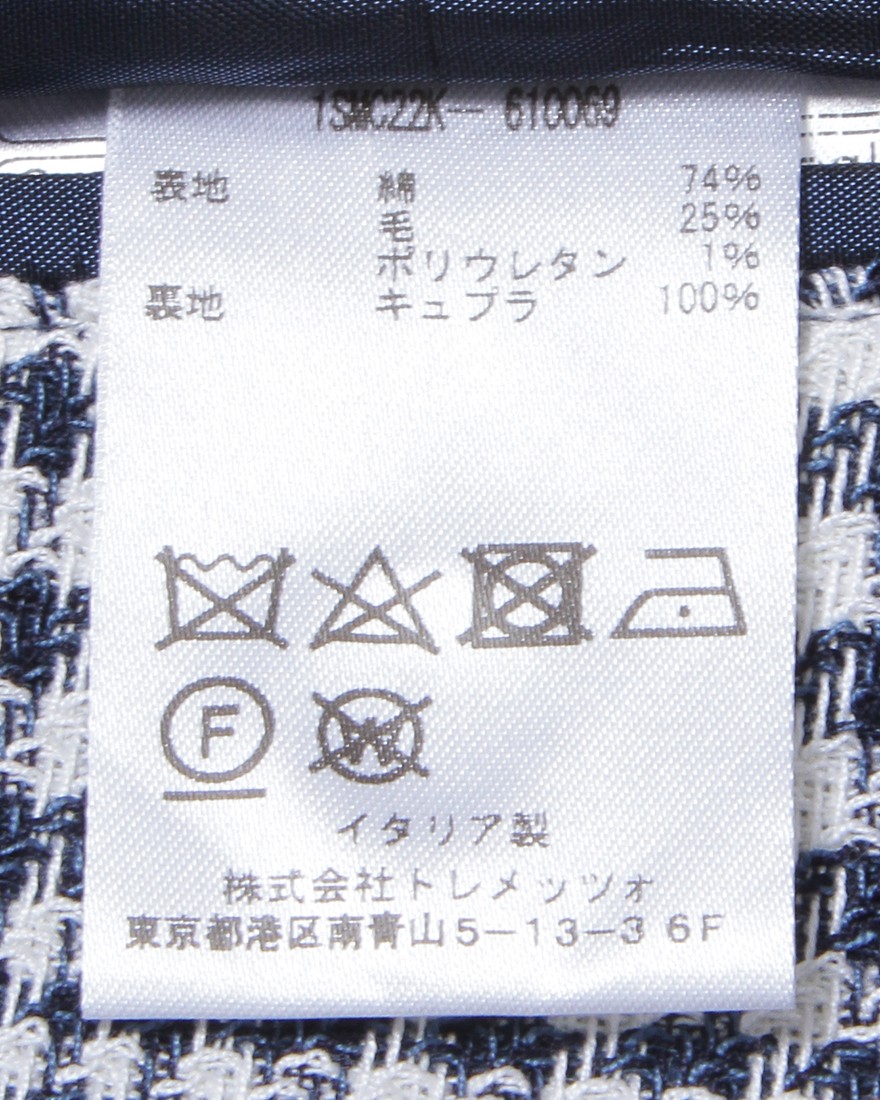 1SMC22K— 610069
表地 綿 74%
毛 25%
ポリウレタン 1%
裏地 キュプラ 100%
F W
イタリア製
株式会社トレメッツォ
東京都港区南青山5−13−3 6F